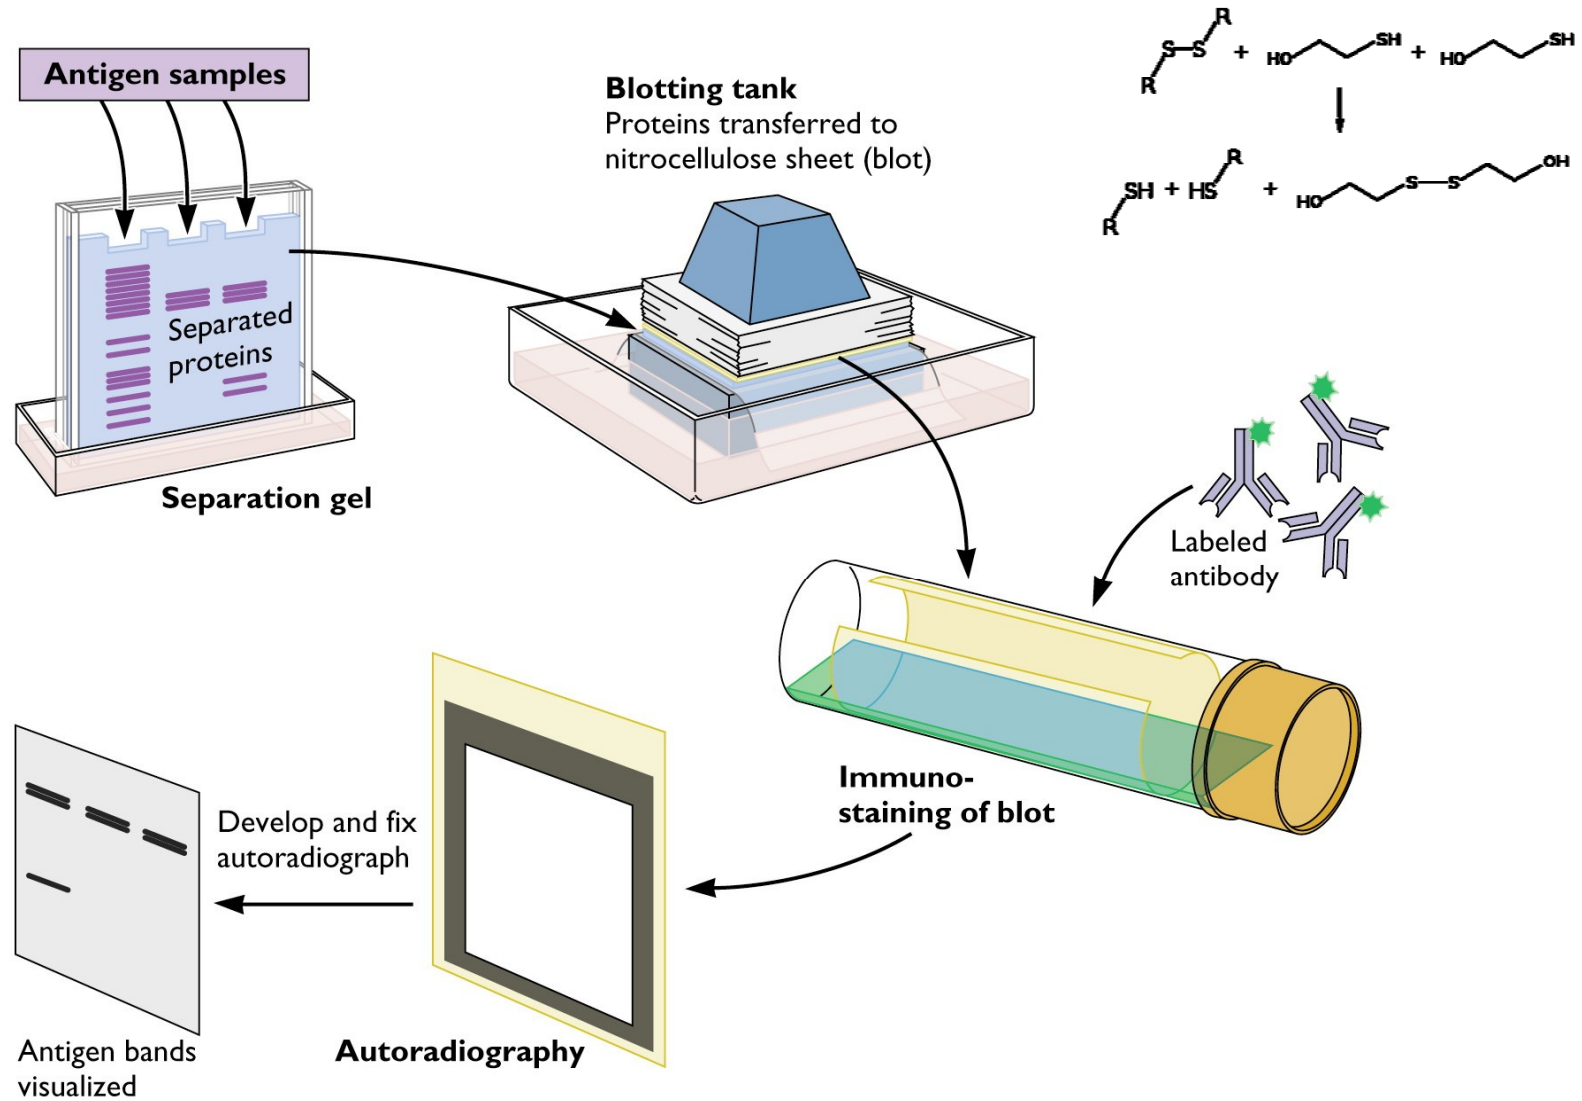 Antigen samples
Blotting tank
Proteins transferred to
nitrocellulose sheet (blot)
R
S—S + HO SH + HO SH
R
R
SH + HS + HO S—S OH
R
Separated
proteins
Separation gel
Labeled
antibody
Immuno-
staining of blot
Develop and fix
autoradiograph
Autoradiography
Antigen bands
visualized